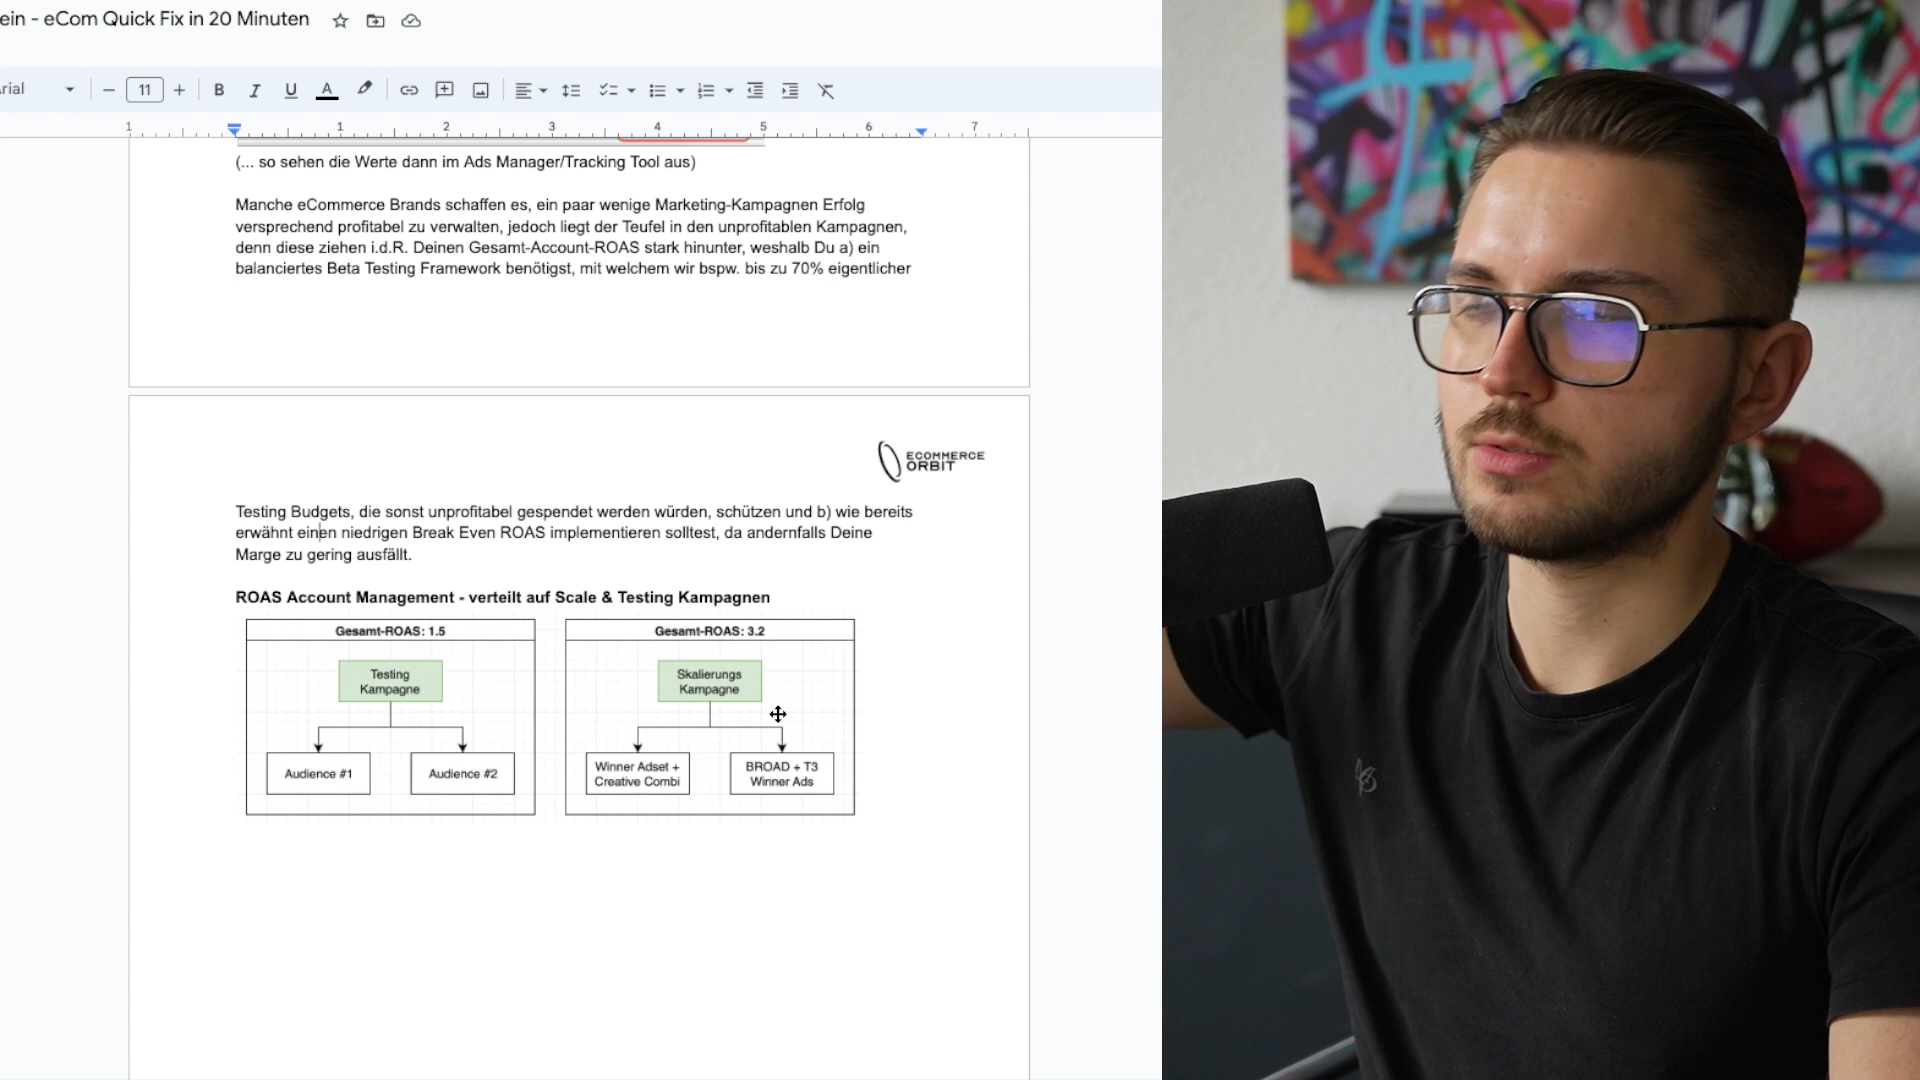 ein - eCom Quick Fix in 20 Minuten
rial
11
B
I
U
A
1
1
2
3
4
5
6
7
(... so sehen die Werte dann im Ads Manager/Tracking Tool aus)
Manche eCommerce Brands schaffen es, ein paar wenige Marketing-Kampagnen Erfolg
versprechend profitabel zu verwalten, jedoch liegt der Teufel in den unprofitablen Kampagnen,
denn diese ziehen i.d.R. Deinen Gesamt-Account-ROAS stark hinunter, weshalb Du a) ein
balanciertes Beta Testing Framework benötigst, mit welchem wir bspw. bis zu 70% eigentlicher
ECOMMERCE
ORBIT
Testing Budgets, die sonst unprofitabel gespendet werden würden, schützen und b) wie bereits
erwähnt einen niedrigen Break Even ROAS implementieren solltest, da andernfalls Deine
Marge zu gering ausfällt.
ROAS Account Management - verteilt auf Scale & Testing Kampagnen
Gesamt-ROAS: 1.5
Testing
Kampagne
Audience #1
Audience #2
Gesamt-ROAS: 3.2
Skalierungs
Kampagne
Winner Adset +
Creative Combi
BROAD + T3
Winner Ads